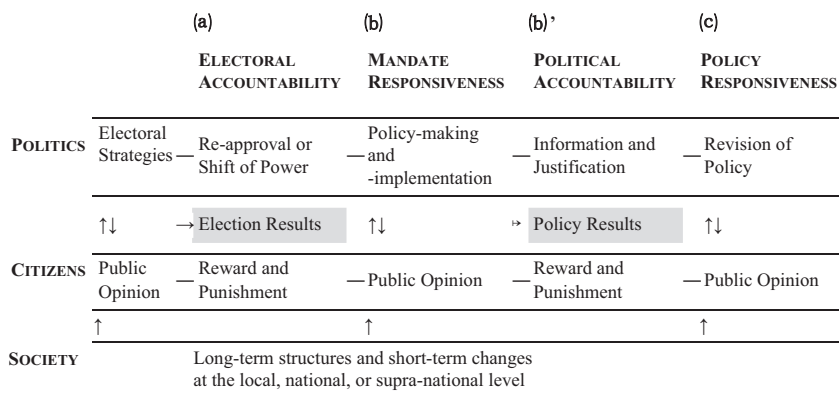 (a) (b) (b)’ (c)
ELECTORAL MANDATE POLITICAL POLICY
ACCOUNTABILITY RESPONSIVENESS ACCOUNTABILITY RESPONSIVENESS
POLITICS Electoral Strategies — Re-approval or Shift of Power — Policy-making and -implementation — Information and Justification — Revision of Policy
↑↓ → Election Results ↑↓ ↦ Policy Results ↑↓
CITIZENS Public Opinion — Reward and Punishment — Public Opinion — Reward and Punishment — Public Opinion
↑ ↑ ↑
SOCIETY Long-term structures and short-term changes
at the local, national, or supra-national level